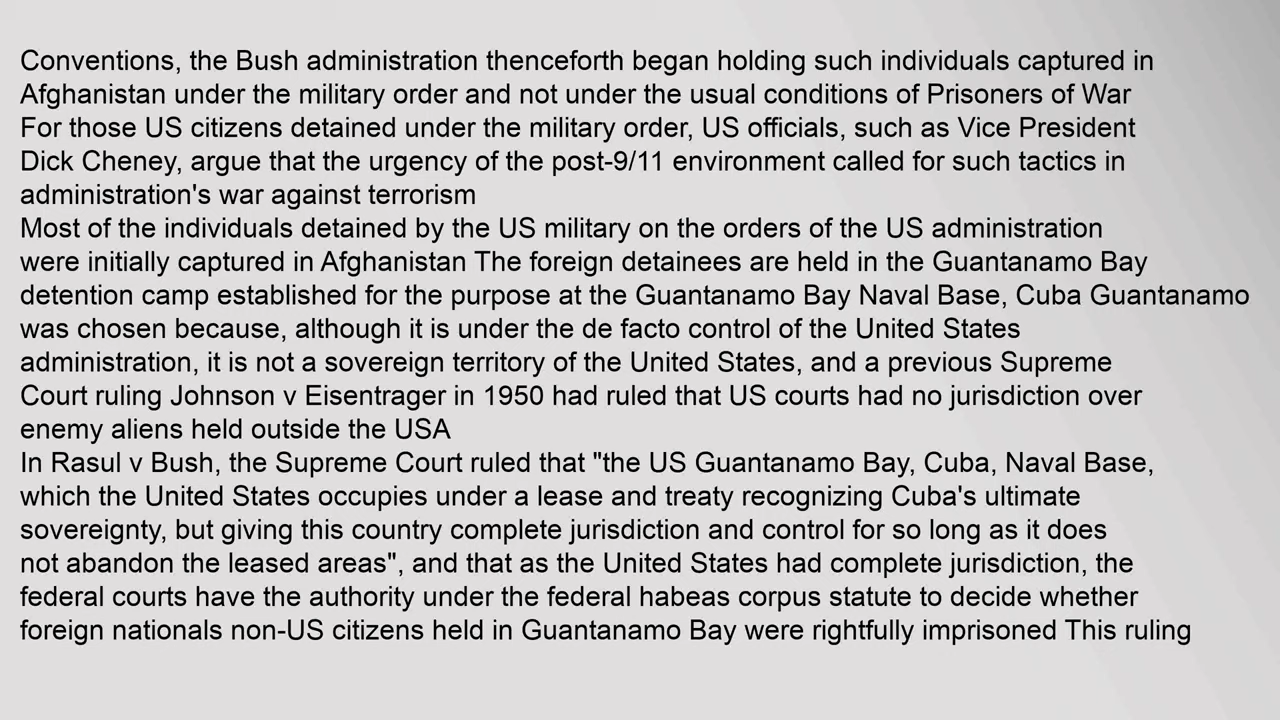 Conventions, the Bush administration thenceforth began holding such individuals captured in
Afghanistan under the military order and not under the usual conditions of Prisoners of War
For those US citizens detained under the military order, US officials, such as Vice President
Dick Cheney, argue that the urgency of the post-9/11 environment called for such tactics in
administration's war against terrorism
Most of the individuals detained by the US military on the orders of the US administration
were initially captured in Afghanistan The foreign detainees are held in the Guantanamo Bay
detention camp established for the purpose at the Guantanamo Bay Naval Base, Cuba Guantanamo
was chosen because, although it is under the de facto control of the United States
administration, it is not a sovereign territory of the United States, and a previous Supreme
Court ruling Johnson v Eisentrager in 1950 had ruled that US courts had no jurisdiction over
enemy aliens held outside the USA
In Rasul v Bush, the Supreme Court ruled that "the US Guantanamo Bay, Cuba, Naval Base,
which the United States occupies under a lease and treaty recognizing Cuba's ultimate
sovereignty, but giving this country complete jurisdiction and control for so long as it does
not abandon the leased areas", and that as the United States had complete jurisdiction, the
federal courts have the authority under the federal habeas corpus statute to decide whether
foreign nationals non-US citizens held in Guantanamo Bay were rightfully imprisoned This ruling